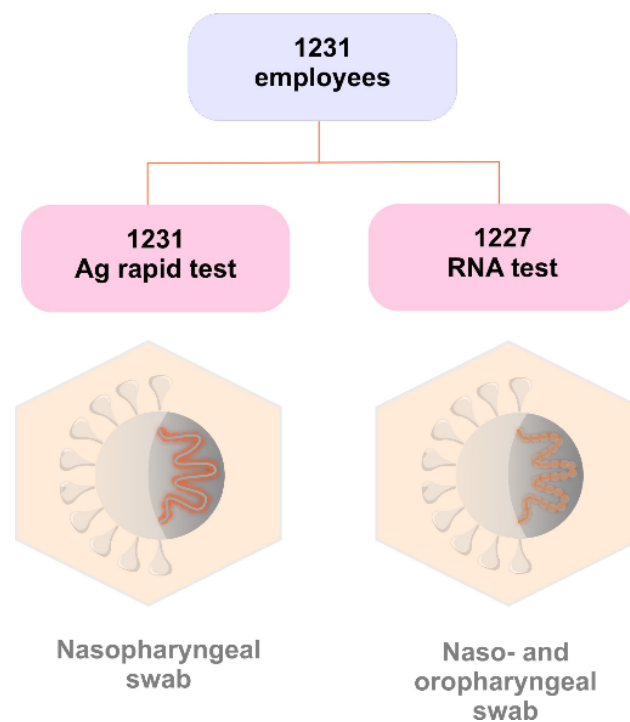 1231
employees
1231
Ag rapid test
1227
RNA test
Nasopharyngeal
swab
Naso- and
oropharyngeal
swab